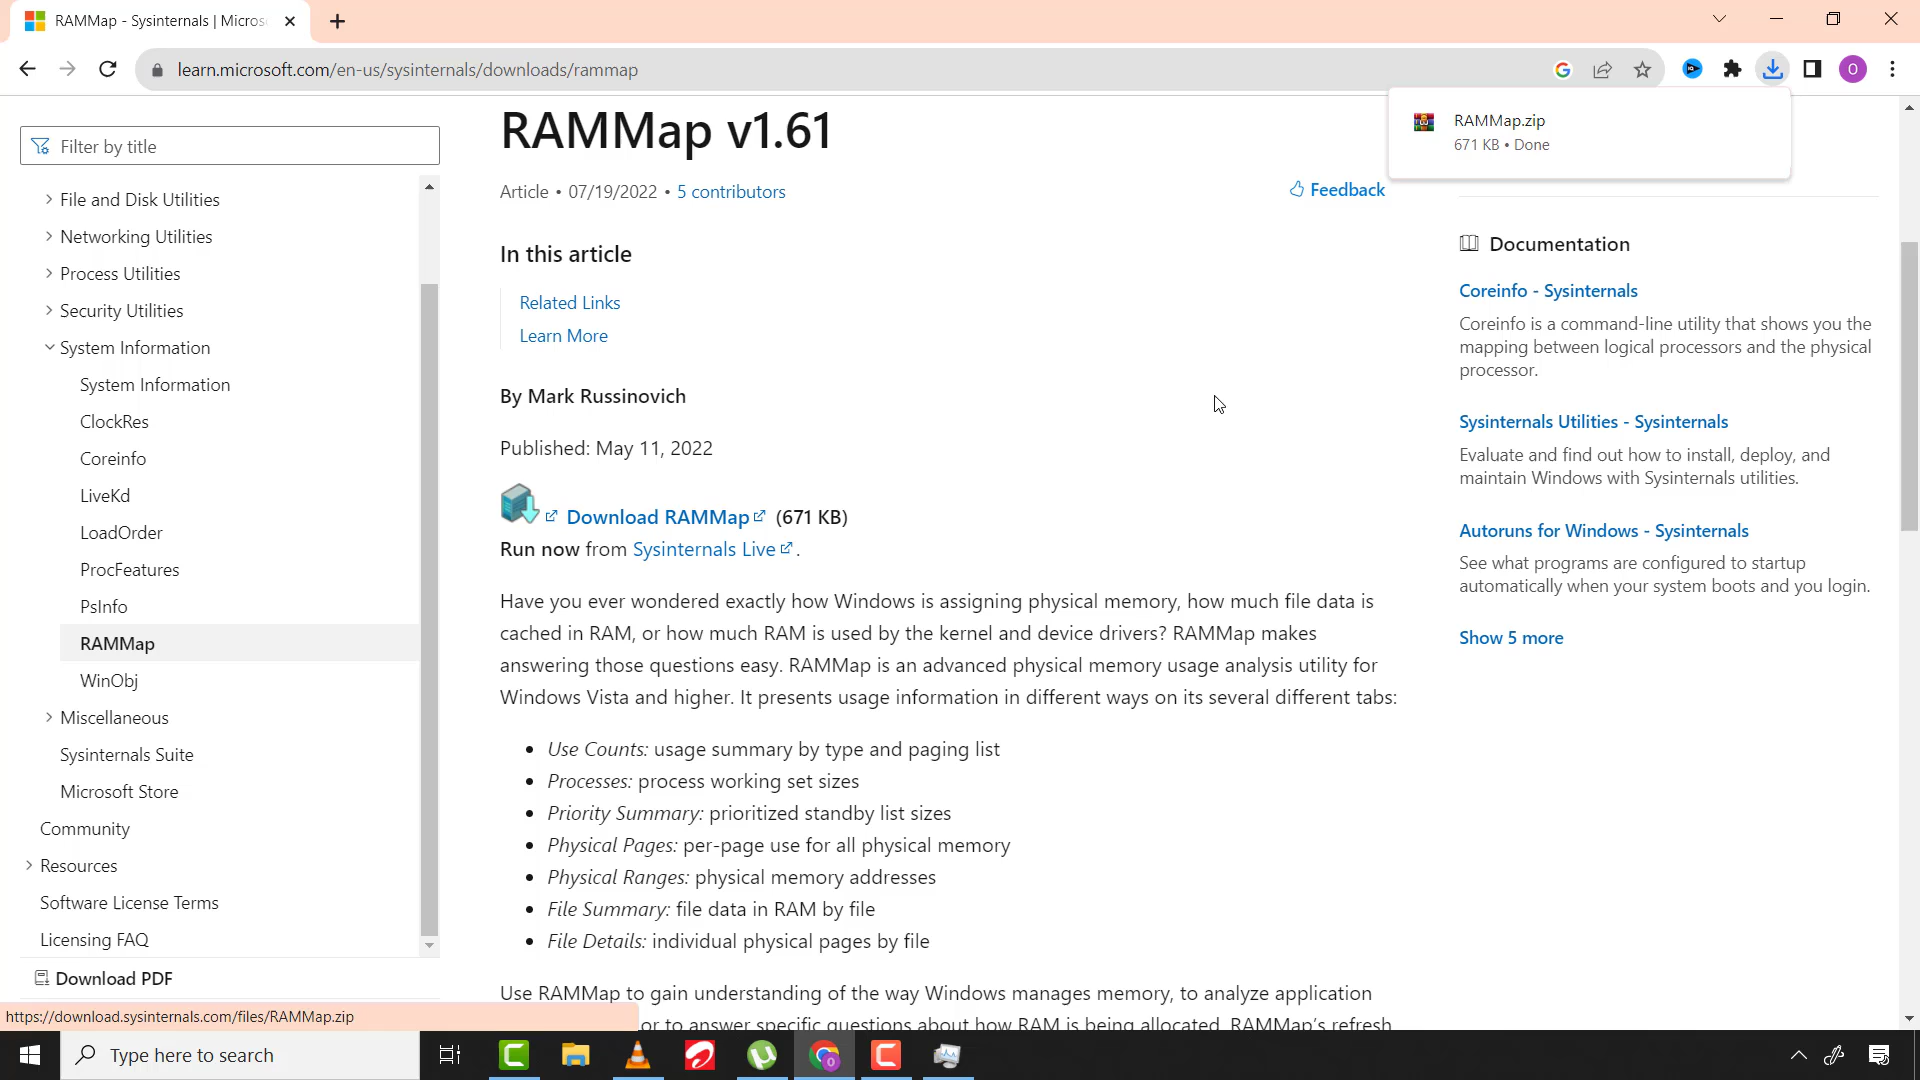 RAMMap - Sysinternals | Micros
learn.microsoft.com/en-us/sysinternals/downloads/rammap
O
RAMMap.zip
671 KB • Done
Filter by title
File and Disk Utilities
Networking Utilities
Process Utilities
Security Utilities
System Information
System Information
ClockRes
Coreinfo
LiveKd
LoadOrder
ProcFeatures
PsInfo
RAMMap
WinObj
Miscellaneous
Sysinternals Suite
Microsoft Store
Community
Resources
Software License Terms
Licensing FAQ
Download PDF
RAMMap v1.61
Article • 07/19/2022 • 5 contributors
Feedback
In this article
Related Links
Learn More
By Mark Russinovich
Published: May 11, 2022
Download RAMMap (671 KB)
Run now from Sysinternals Live .
Have you ever wondered exactly how Windows is assigning physical memory, how much file data is
cached in RAM, or how much RAM is used by the kernel and device drivers? RAMMap makes
answering those questions easy. RAMMap is an advanced physical memory usage analysis utility for
Windows Vista and higher. It presents usage information in different ways on its several different tabs:
• Use Counts: usage summary by type and paging list
• Processes: process working set sizes
• Priority Summary: prioritized standby list sizes
• Physical Pages: per-page use for all physical memory
• Physical Ranges: physical memory addresses
• File Summary: file data in RAM by file
• File Details: individual physical pages by file
Use RAMMap to gain understanding of the way Windows manages memory, to analyze application
or to answer specific questions about how RAM is being allocated. RAMMap's refresh
Documentation
Coreinfo - Sysinternals
Coreinfo is a command-line utility that shows you the
mapping between logical processors and the physical
processor.
Sysinternals Utilities - Sysinternals
Evaluate and find out how to install, deploy, and
maintain Windows with Sysinternals utilities.
Autoruns for Windows - Sysinternals
See what programs are configured to startup
automatically when your system boots and you login.
Show 5 more
https://download.sysinternals.com/files/RAMMap.zip
Type here to search